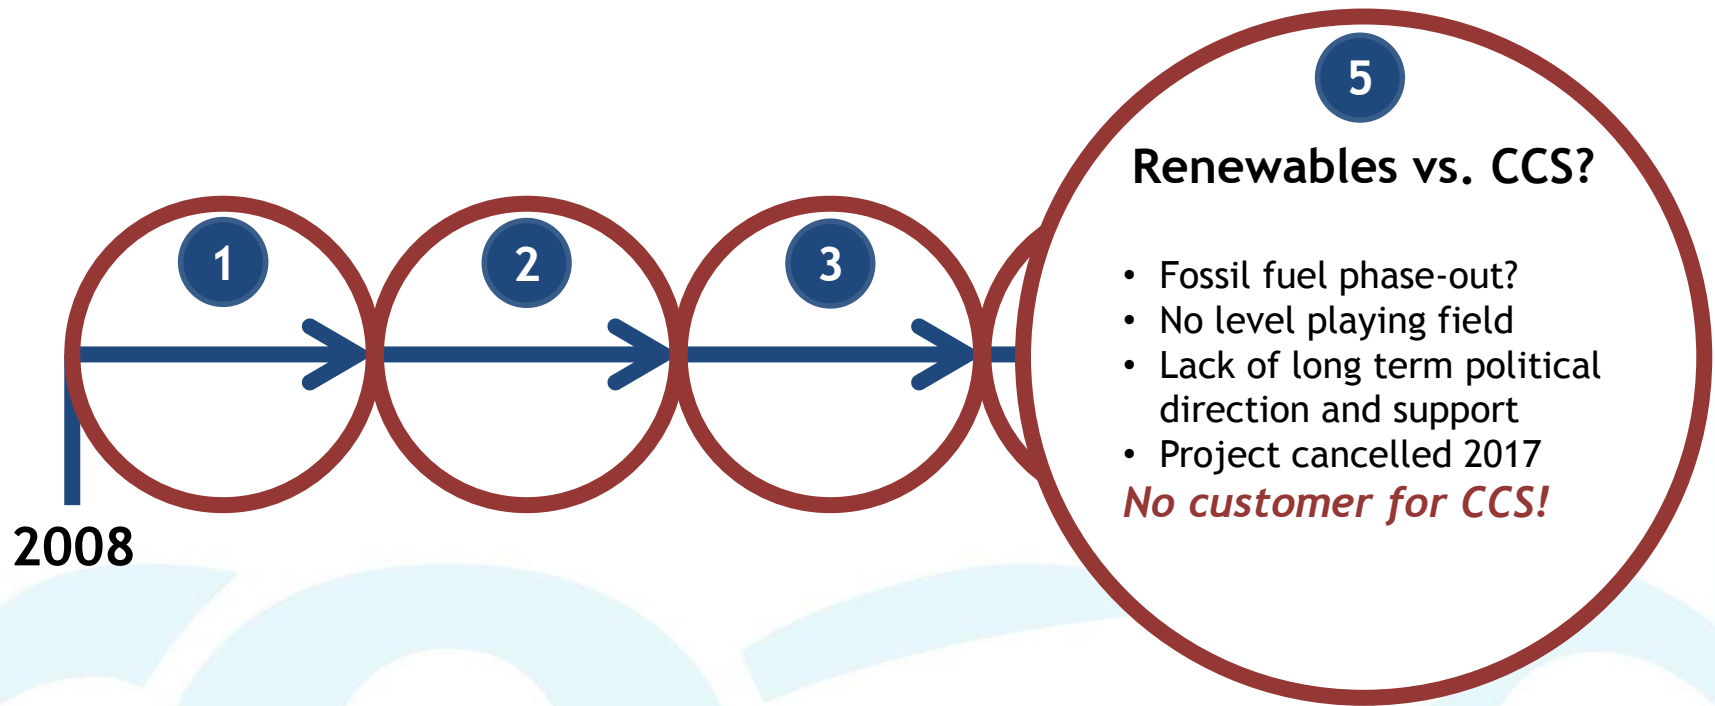 1
2
3
2008
5
Renewables vs. CCS?
• Fossil fuel phase-out?
• No level playing field
• Lack of long term political
direction and support
• Project cancelled 2017
No customer for CCS!